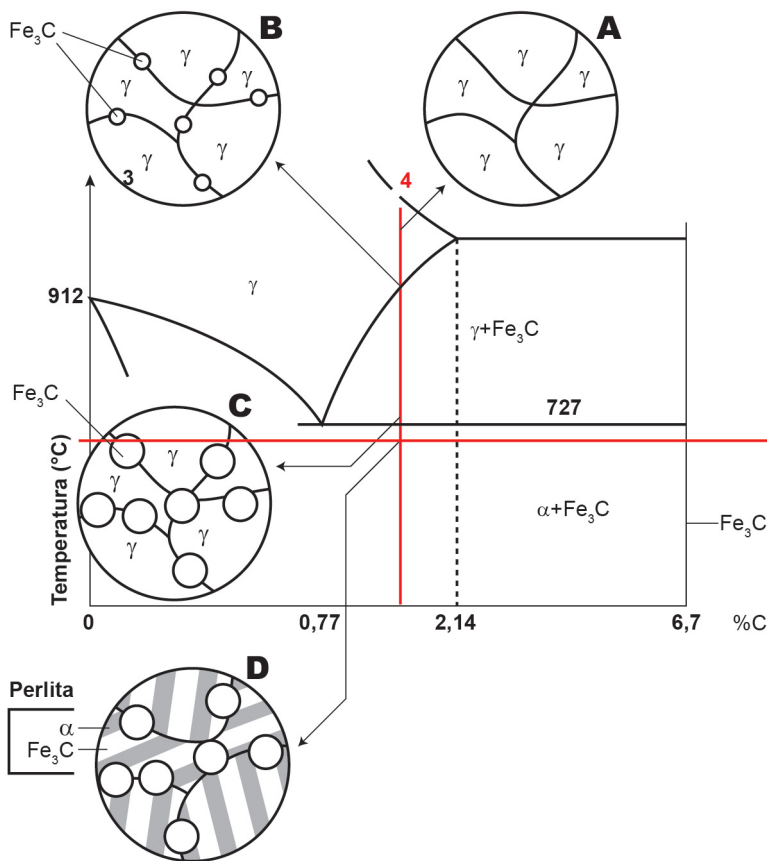 B
A
Fe₃C
γ
γ
γ
γ
γ
γ
γ
γ
γ
γ
3
4
γ
912
γ+Fe₃C
727
Fe₃C
C
γ
γ
γ
γ
Temperatura (°C)
α+Fe₃C
Fe₃C
0
0,77
2,14
6,7
%C
D
Perlita
α
Fe₃C